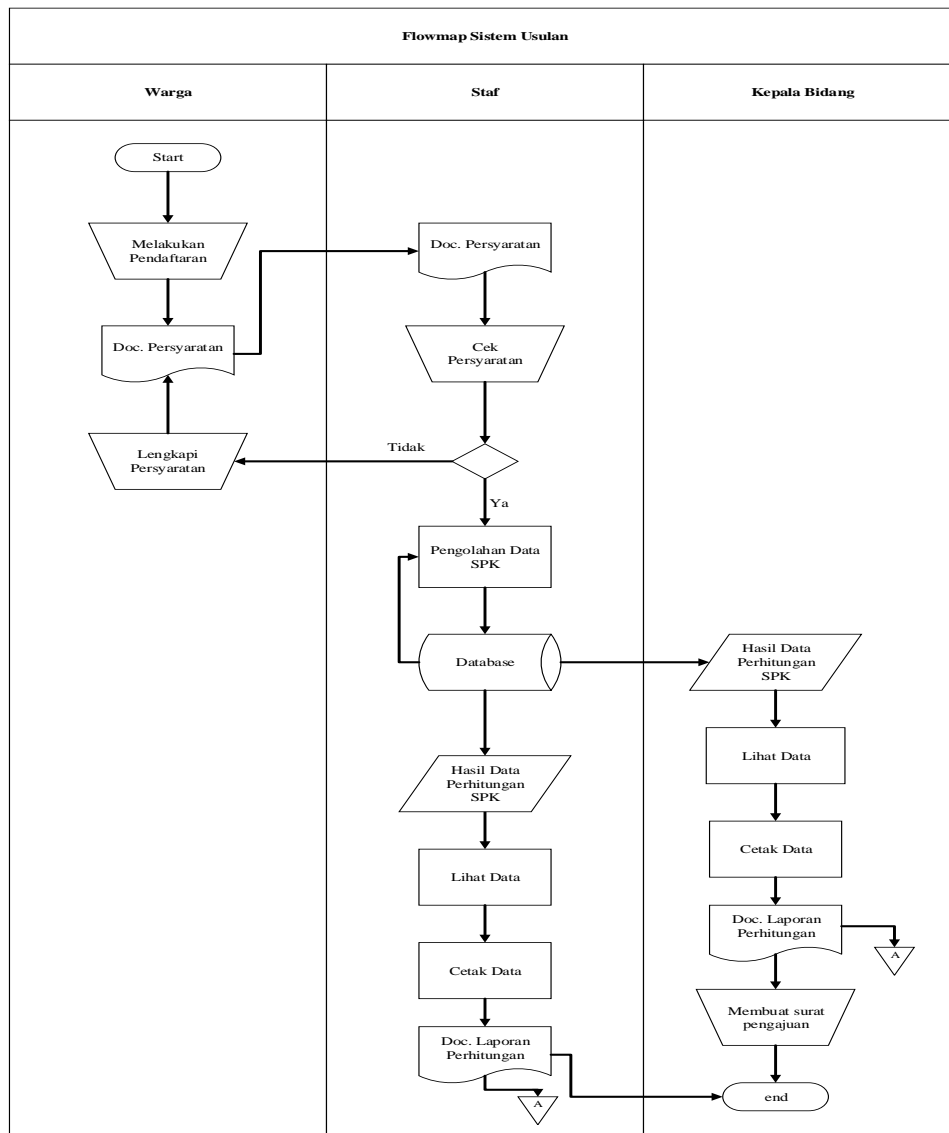 Flowmap Sistem Usulan
Warga
Staf
Kepala Bidang
Start
Melakukan
Pendaftaran
Doc. Persyaratan
Lengkapi
Persyaratan
Doc. Persyaratan
Cek
Persyaratan
Tidak
Ya
Pengolahan Data
SPK
Database
Hasil Data
Perhitungan
SPK
Lihat Data
Cetak Data
Doc. Laporan
Perhitungan
A
Hasil Data
Perhitungan
SPK
Lihat Data
Cetak Data
Doc. Laporan
Perhitungan
A
Membuat surat
pengajuan
end